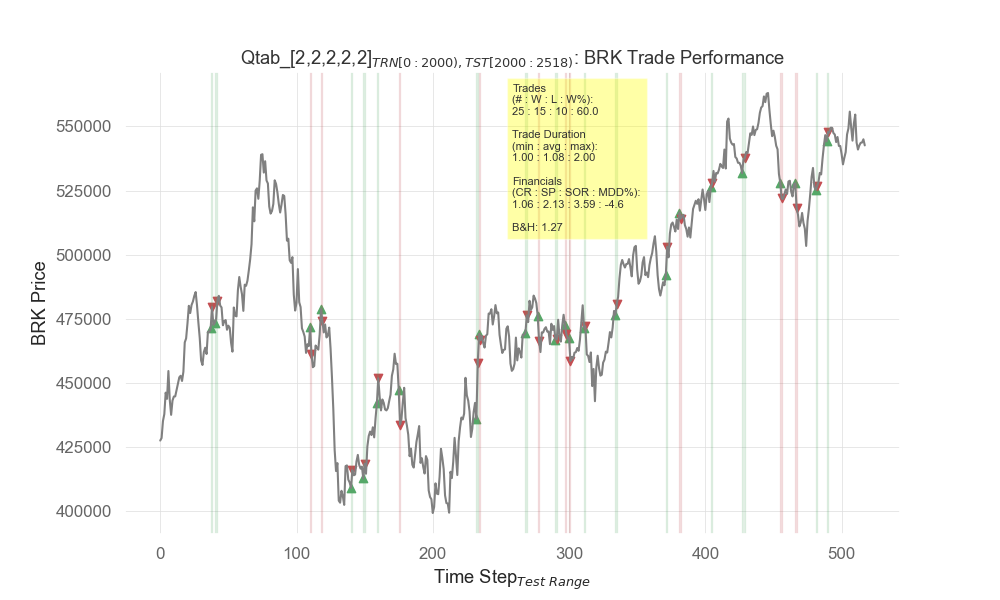 Qtab_[2,2,2,2,2]TRN[0 : 2000), TST[2000 : 2518): BRK Trade Performance
Trades
(# : W : L : W%):
25 : 15 : 10 : 60.0
Trade Duration
(min : avg : max):
1.00 : 1.08 : 2.00
Financials
(CR : SP : SOR : MDD%):
1.06 : 2.13 : 3.59 : -4.6
B&H: 1.27
BRK Price
550000
525000
500000
475000
450000
425000
400000
0 100 200 300 400 500
Time StepTest Range